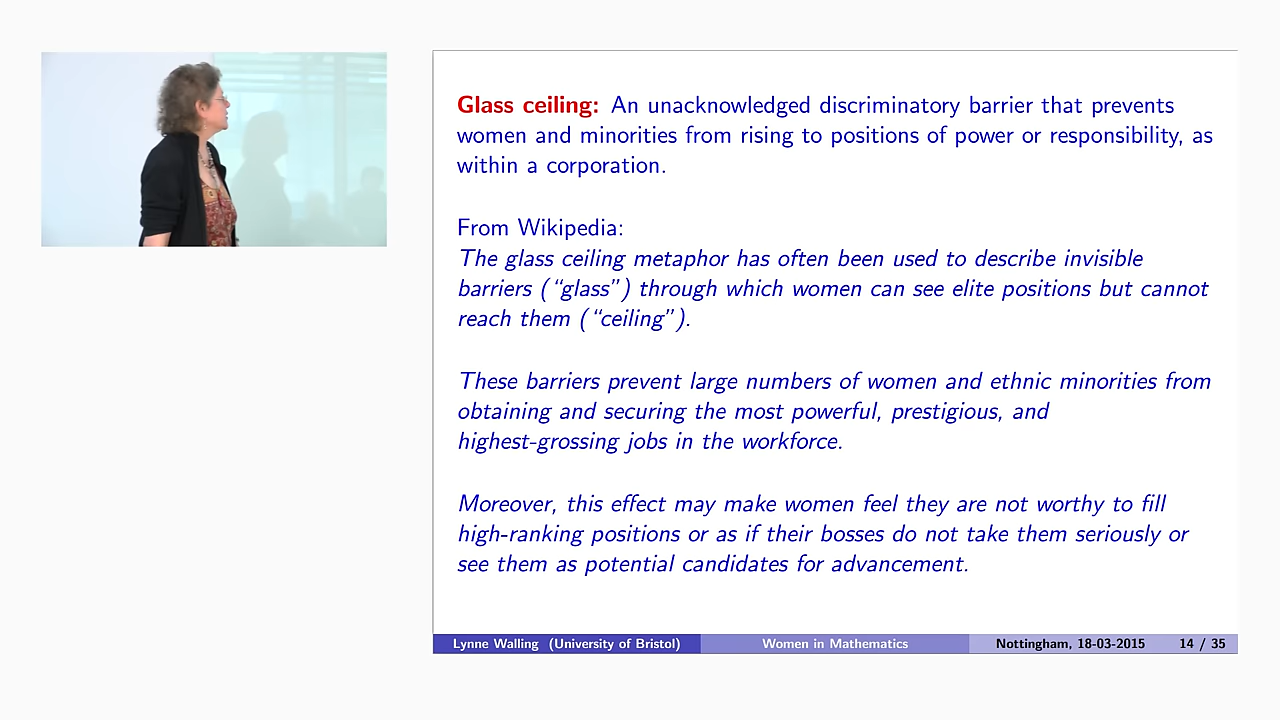 Glass ceiling: An unacknowledged discriminatory barrier that prevents
women and minorities from rising to positions of power or responsibility, as
within a corporation.
From Wikipedia:
The glass ceiling metaphor has often been used to describe invisible
barriers (“glass”) through which women can see elite positions but cannot
reach them (“ceiling”).
These barriers prevent large numbers of women and ethnic minorities from
obtaining and securing the most powerful, prestigious, and
highest-grossing jobs in the workforce.
Moreover, this effect may make women feel they are not worthy to fill
high-ranking positions or as if their bosses do not take them seriously or
see them as potential candidates for advancement.
Lynne Walling (University of Bristol) Women in Mathematics Nottingham, 18-03-2015 14 / 35